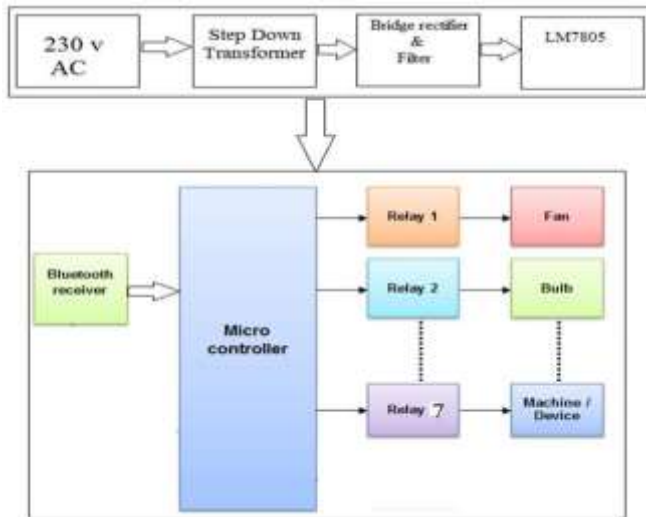 230 v
AC
Step Down
Transformer
Bridge rectifier
&
Filter
LM7805
Bluetooth
receiver
Micro
controller
Relay 1
Fan
Relay 2
Bulb
Relay 7
Machine /
Device